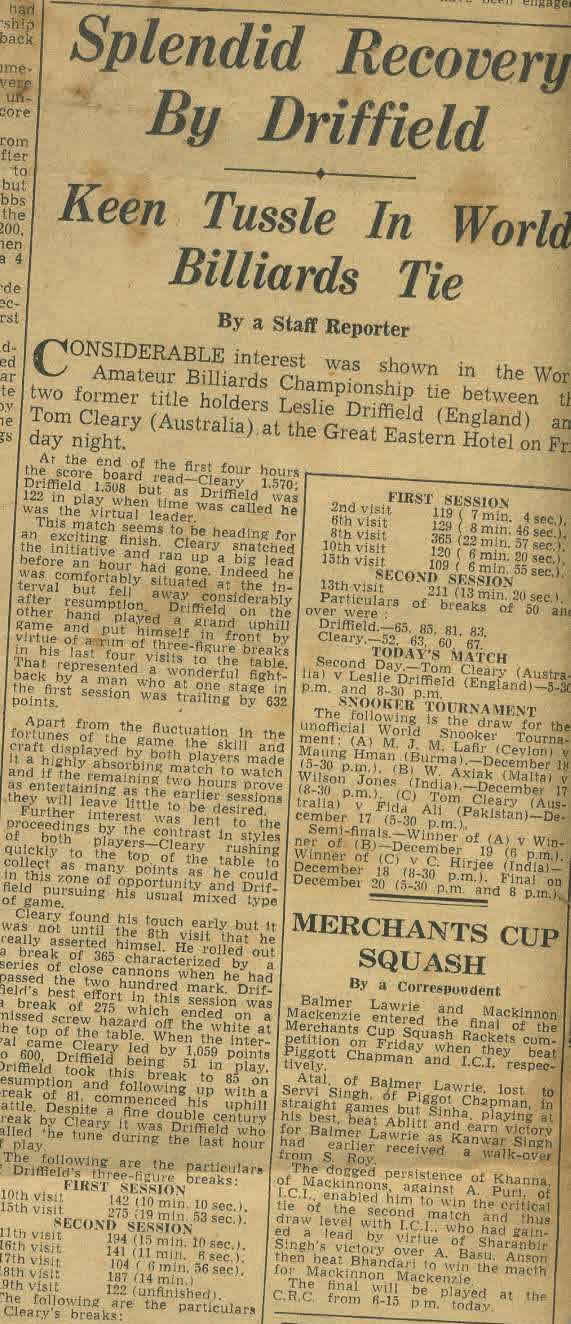 had
rship
back
ume-
were
un-
core
rom
fter
to
but
bbs
the
200,
hen
a 4
rst
Splendid Recovery
By Driffield
Keen Tussle In World
Billiards Tie
By a Staff Reporter
CONSIDERABLE interest was shown in the Wor
Amateur Billiards Championship tie between th
two former title holders Leslie Driffield (England) an
Tom Cleary (Australia) at the Great Eastern Hotel on Fri
day night.
At the end of the first four hours
the score board read—Cleary 1,570;
Driffield 1,508 but as Driffield was
122 in play when time was called he
was the virtual leader.
This match seems to be heading for
an exciting finish. Cleary snatched
the initiative and ran up a big lead
before an hour had gone. Indeed he
was comfortably situated at the in-
terval but fell away considerably
after resumption. Driffield on the
other hand played a grand uphill
game and put himself in front by
virtue of a run of three-figure breaks
in his last four visits to the table.
That represented a wonderful fight-
back by a man who at one stage in
the first session was trailing by 632
points.
Apart from the fluctuation in the
fortunes of the game the skill and
craft displayed by both players made
it a highly absorbing match to watch
and if the remaining two hours prove
as entertaining as the earlier sessions
they will leave little to be desired.
Further interest was lent to the
proceedings by the contrast in styles
of both players—Cleary rushing
quickly to the top of the table to
collect as many points as he could
in this zone of opportunity and Drif-
field pursuing his usual mixed type
of game.
Cleary found his touch early but it
was not until the 8th visit that he
really asserted himsel. He rolled out
a break of 365 characterized by a
series of close cannons when he had
passed the two hundred mark. Drif-
field's best effort in this session was
a break of 275 which ended on a
missed screw hazard off the white at
the top of the table. When the inter-
val came Cleary led by 1,059 points
to 600, Driffield being 51 in play.
Driffield took this break to 85 on
esumption and following up with a
reak of 81, commenced his uphill
attle. Despite a fine double century
reak by Cleary it was Driffield who
alled 'he tune during the last hour
f play.
The following are the particulars
f Driffield's three-figure breaks:
FIRST SESSION
10th visit 142 (10 min. 10 sec.).
15th visit 275 (19 min. 53 sec.).
SECOND SESSION
11th visit 194 (15 min. 10 sec.).
16th visit 141 (11 min. 6 sec.).
17th visit 104 ( 6 min. 56 sec).
18th visit 187 (14 min.)
19th visit 122 (unfinished).
The following are the particulars
Cleary's breaks:
FIRST SESSION
2nd visit 119 ( 7 min. 4 sec.).
6th visit 129 ( 8 min. 46 sec.).
8th visit 365 (22 min. 57 sec.).
10th visit 120 ( 6 min. 20 sec.).
15th visit 109 ( 6 min. 55 sec.).
SECOND SESSION
13th visit 211 (13 min. 20 sec.).
Particulars of breaks of 50 and
over were :
Driffield.—65, 85, 81, 83,
Cleary.—52, 63, 60 67.
TODAY'S MATCH
Second Day.—Tom Cleary (Austra-
lia) v Leslie Driffield (England)—5-30
p.m. and 8-30 p.m.
SNOOKER TOURNAMENT
The following is the draw for the
unofficial World Snooker Tourna-
ment: (A) M. J. M. Lafir (Ceylon) v
Maung Hman (Burma).—December 18
(5-30 p.m.), (B) W. Axiak (Malta) v
Wilson Jones (India).—December 17
(8-30 p.m.), (C) Tom Cleary (Aus-
tralia) v Fida Ali (Pakistan)—De-
cember 17 (5-30 p.m.).
Semi-finals.—Winner of (A) v Win-
ner of (B)—December 19 (6 p.m.).
Winner of (C) v C. Hirjee (India)—
December 18 (8-30 p.m.). Final on
December 20 (5-30 p.m. and 8 p.m.).
MERCHANTS CUP
SQUASH
By a Correspondent
Balmer Lawrie and Mackinnon
Mackenzie entered the final of the
Merchants Cup Squash Rackets com-
petition on Friday when they beat
Piggott Chapman and I.C.I. respec-
tively.
Atal, of Balmer Lawrie, lost to
Servi Singh, of Piggot Chapman, in
straight games but Sinha, playing at
his best, beat Ablitt and earn victory
for Balmer Lawrie as Kanwar Singh
had earlier received a walk-over
from S. Roy.
The dogged persistence of Khanna,
of Mackinnons, against A. Puri, of
I.C.I., enabled him to win the critical
tie of the second match and thus
draw level with I.C.I., who had gain-
ed a lead by virtue of Sharanbir
Singh's victory over A. Basu. Anson
then beat Bhandari to win the macth
for Mackinnon Mackenzie.
The final will be played at the
C.R.C. from 6-15 p.m. today.